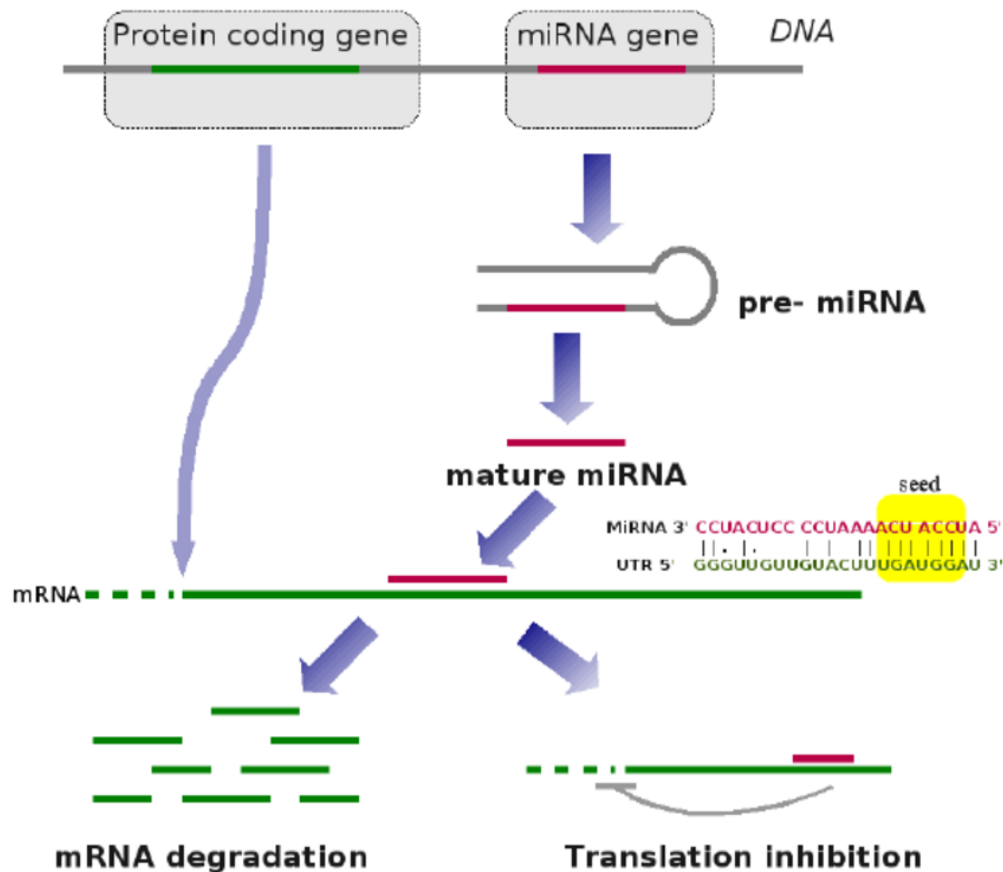 Protein coding gene
miRNA gene
DNA
pre- miRNA
mature miRNA
seed
MiRNA 3' CCUACUCC CCUAAAACU ACCUA 5'
UTR 5' GGGUUGUUGUACUUUGAUGGAU 3'
mRNA
mRNA degradation
Translation inhibition